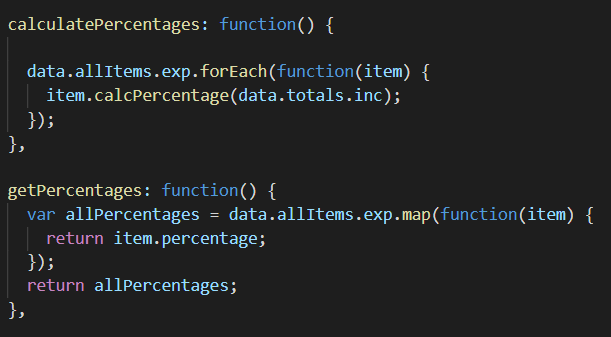 calculatePercentages: function() {
data.allItems.exp.forEach(function(item) {
item.calcPercentage(data.totals.inc);
});
},
getPercentages: function() {
var allPercentages = data.allItems.exp.map(function(item) {
return item.percentage;
});
return allPercentages;
},